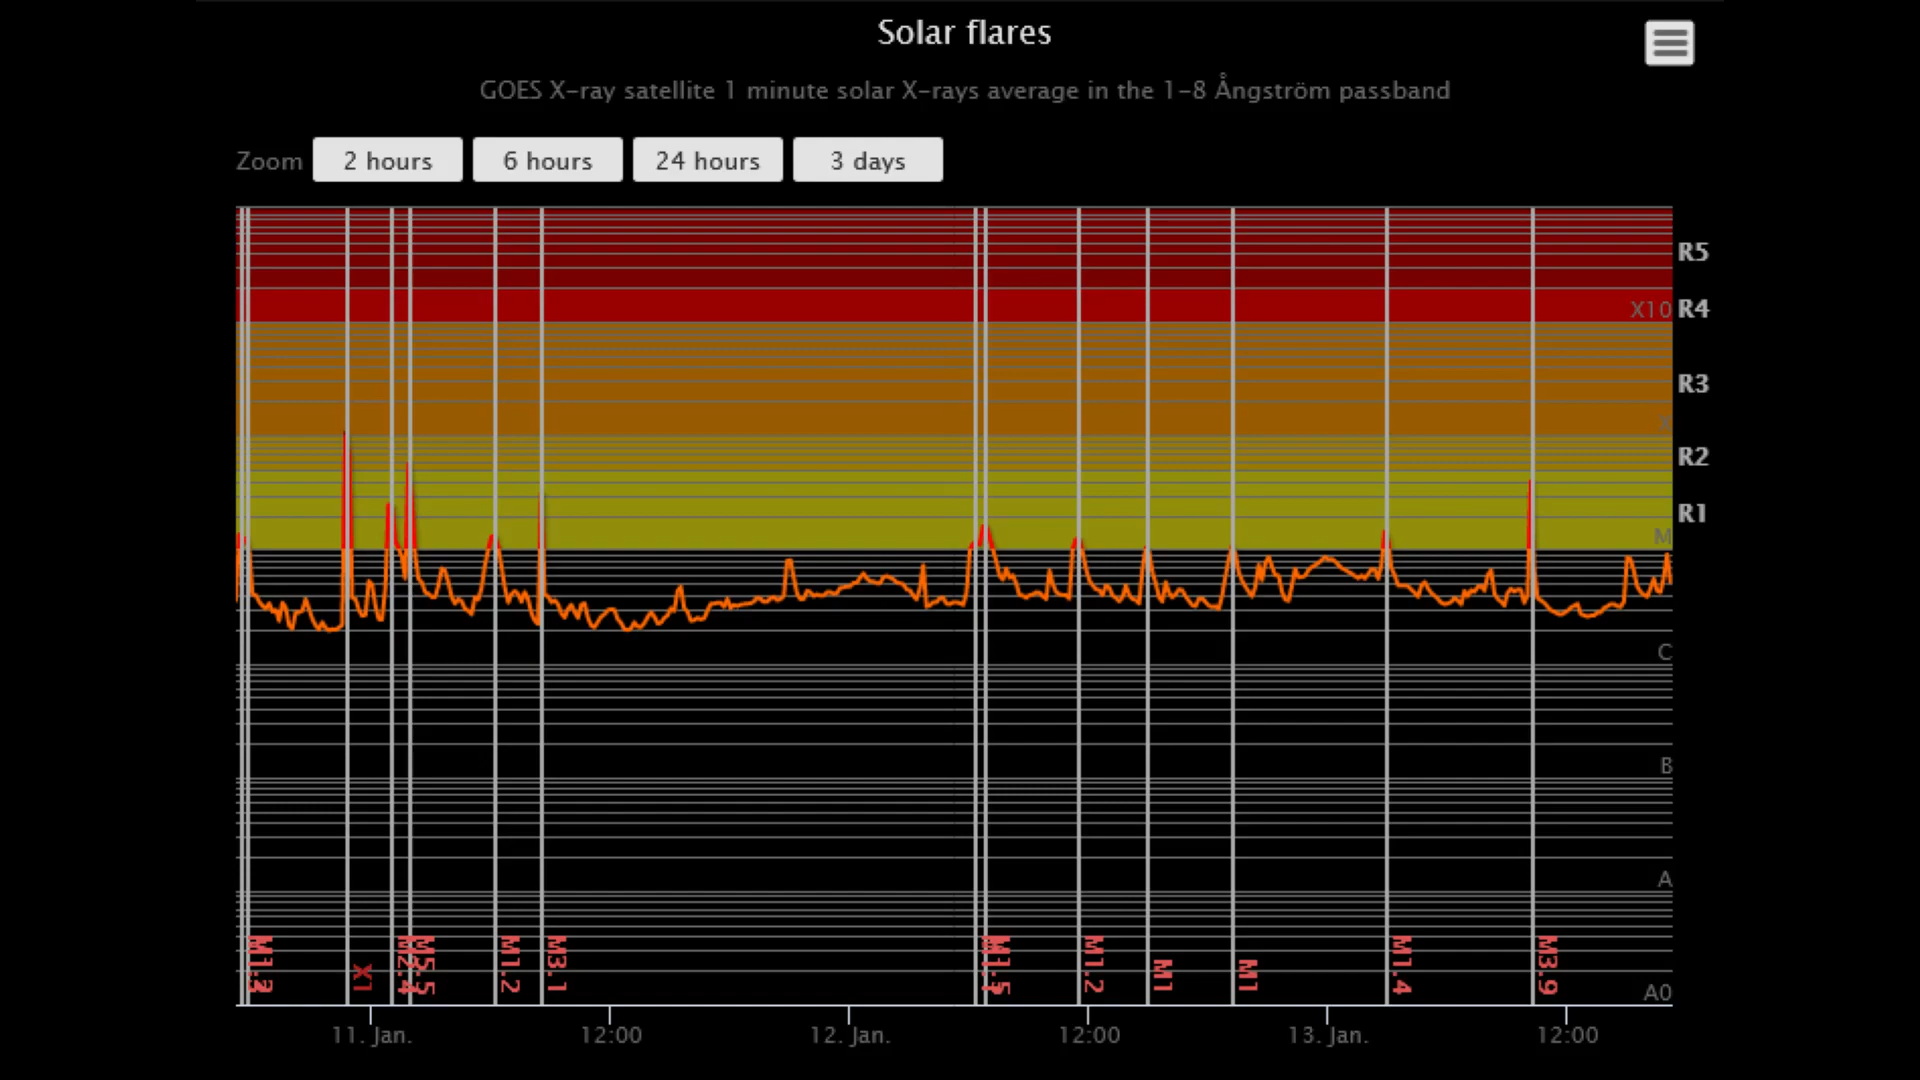 Solar flares
GOES X-ray satellite 1 minute solar X-rays average in the 1-8 Ångström passband
Zoom 2 hours 6 hours 24 hours 3 days
R5
X10 R4
R3
X
R2
R1
M
C
B
A
A0
X1
M2.4
M5.5
M1.2
M3.1
M1.5
M1.2
M1
M1
M1.4
M3.9
11. Jan. 12:00 12. Jan. 12:00 13. Jan. 12:00